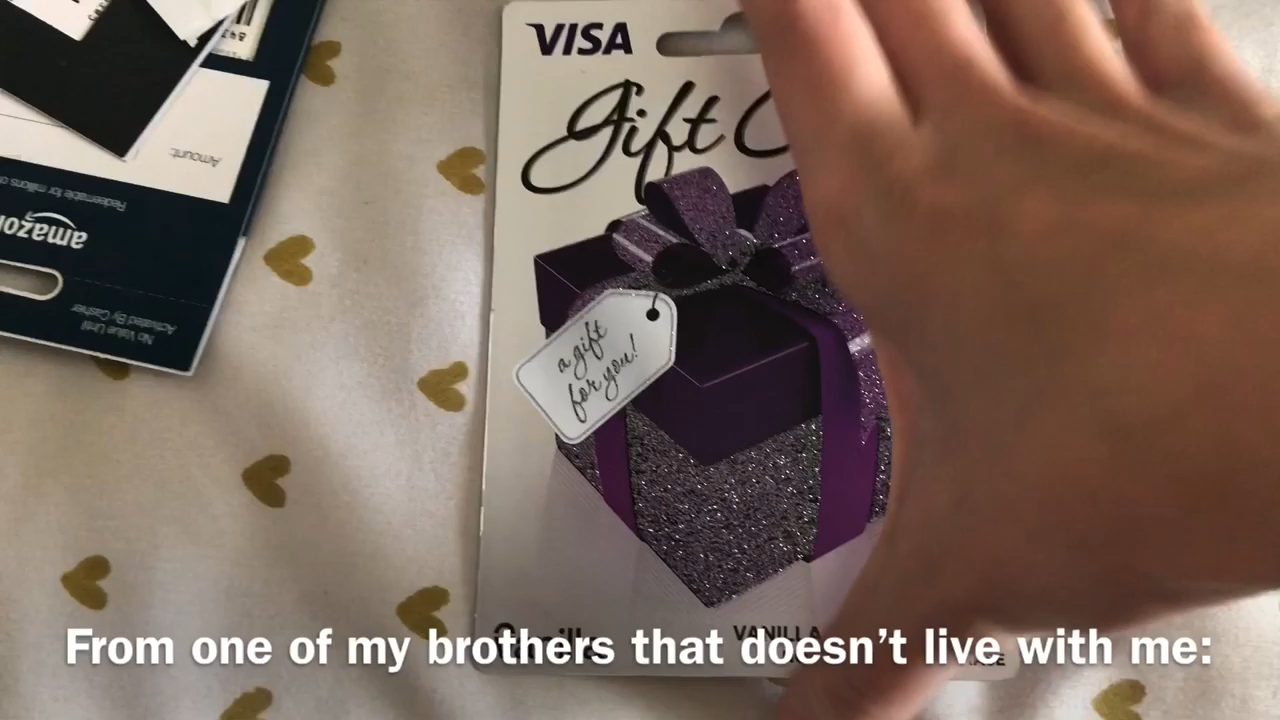 VISA
gift C
a gift
for you!
VANILLA
From one of my brothers that doesn't live with me:
Amount:
Redeemable for millions o
amazon
No Value Until
Activated By Cashier